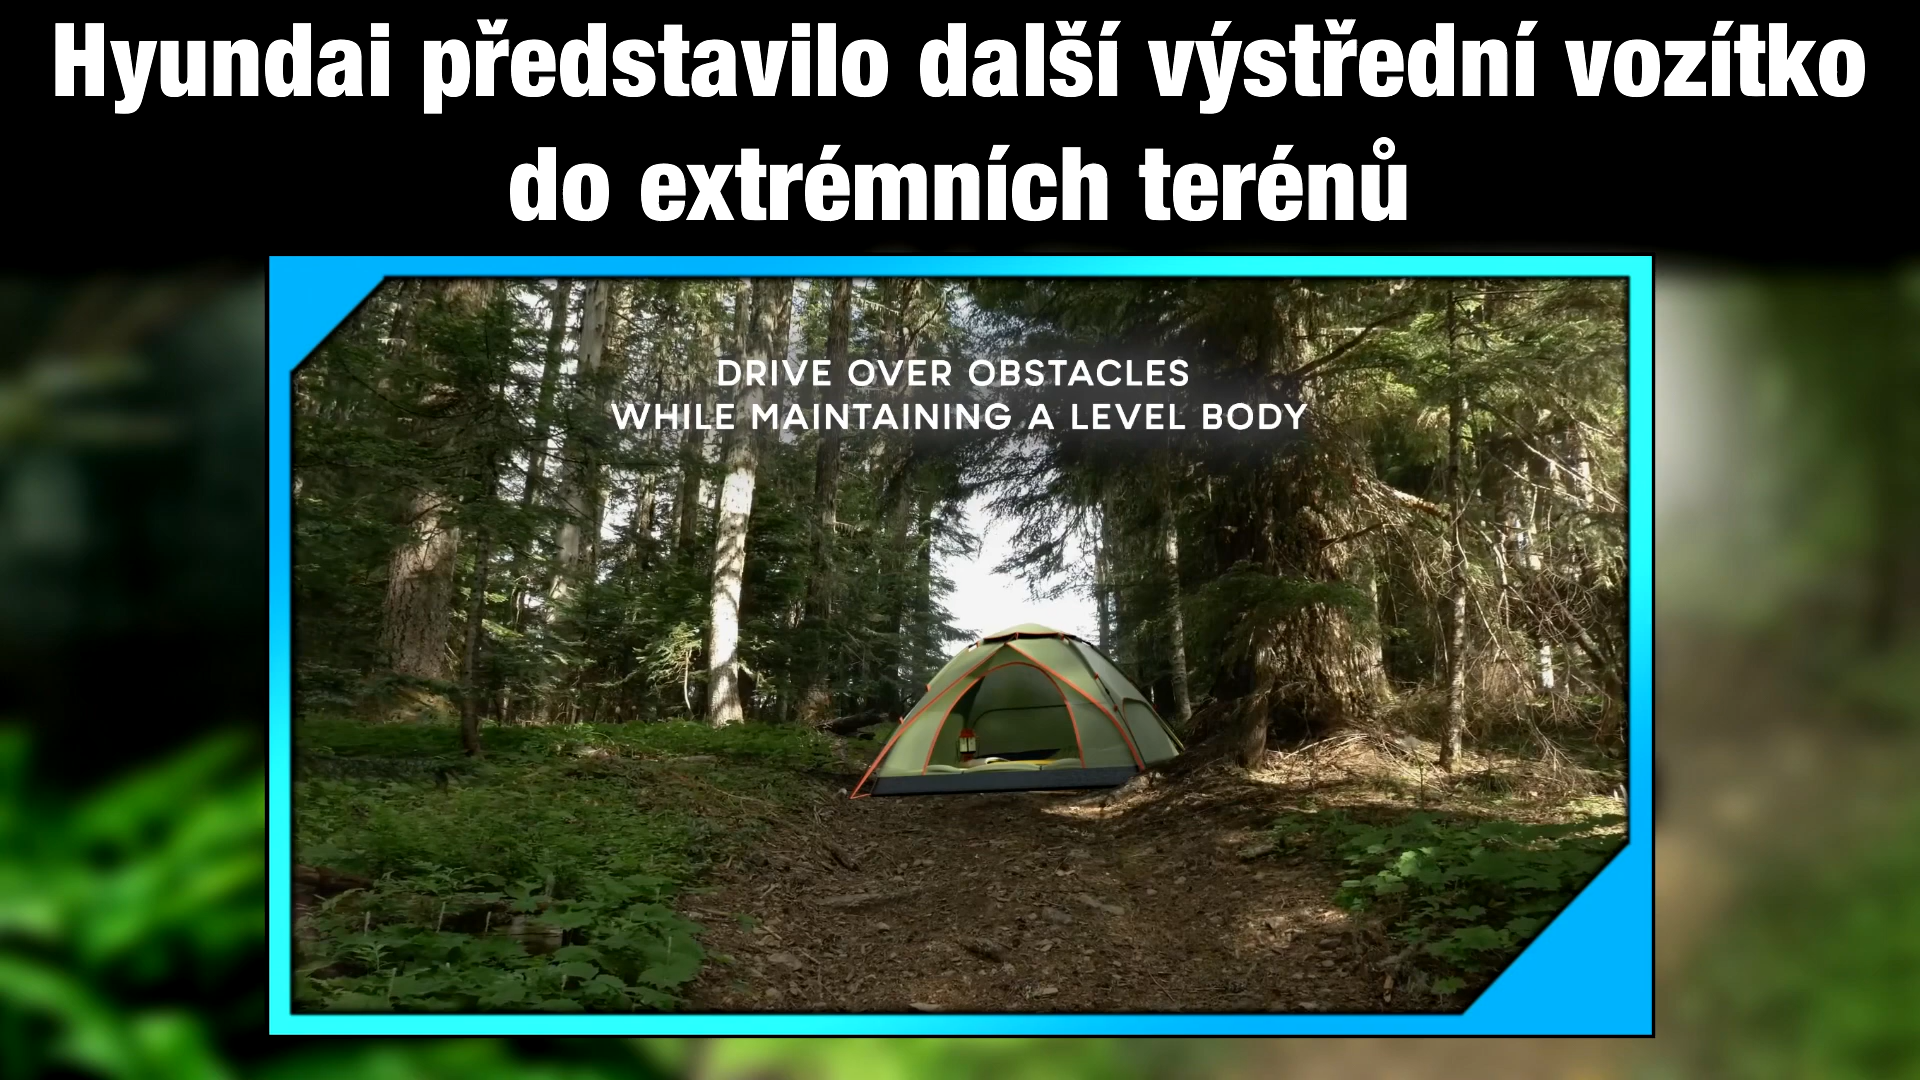 Hyundai představilo další výstřední vozítko
do extrémních terénů
DRIVE OVER OBSTACLES
WHILE MAINTAINING A LEVEL BODY